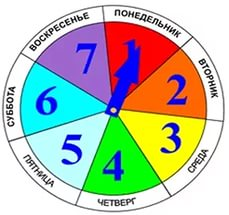 ПОНЕДЕЛЬНИК
ВТОРНИК
СРЕДА
ЧЕТВЕРГ
ПЯТНИЦА
СУББОТА
ВОСКРЕСЕНЬЕ
1
2
3
4
5
6
7